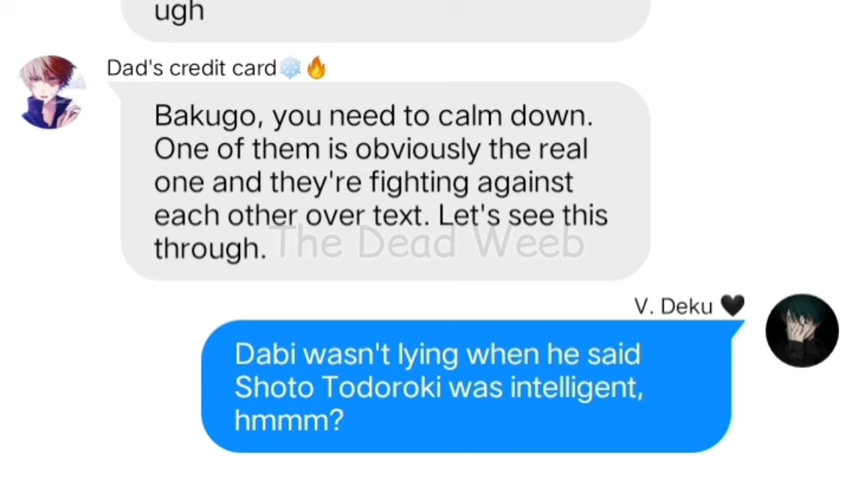 ugh
Dad's credit card❄️🔥
Bakugo, you need to calm down.
One of them is obviously the real
one and they're fighting against
each other over text. Let's see this
through.
The Dead Weeb
V. Deku 🖤
Dabi wasn't lying when he said
Shoto Todoroki was intelligent,
hmmm?